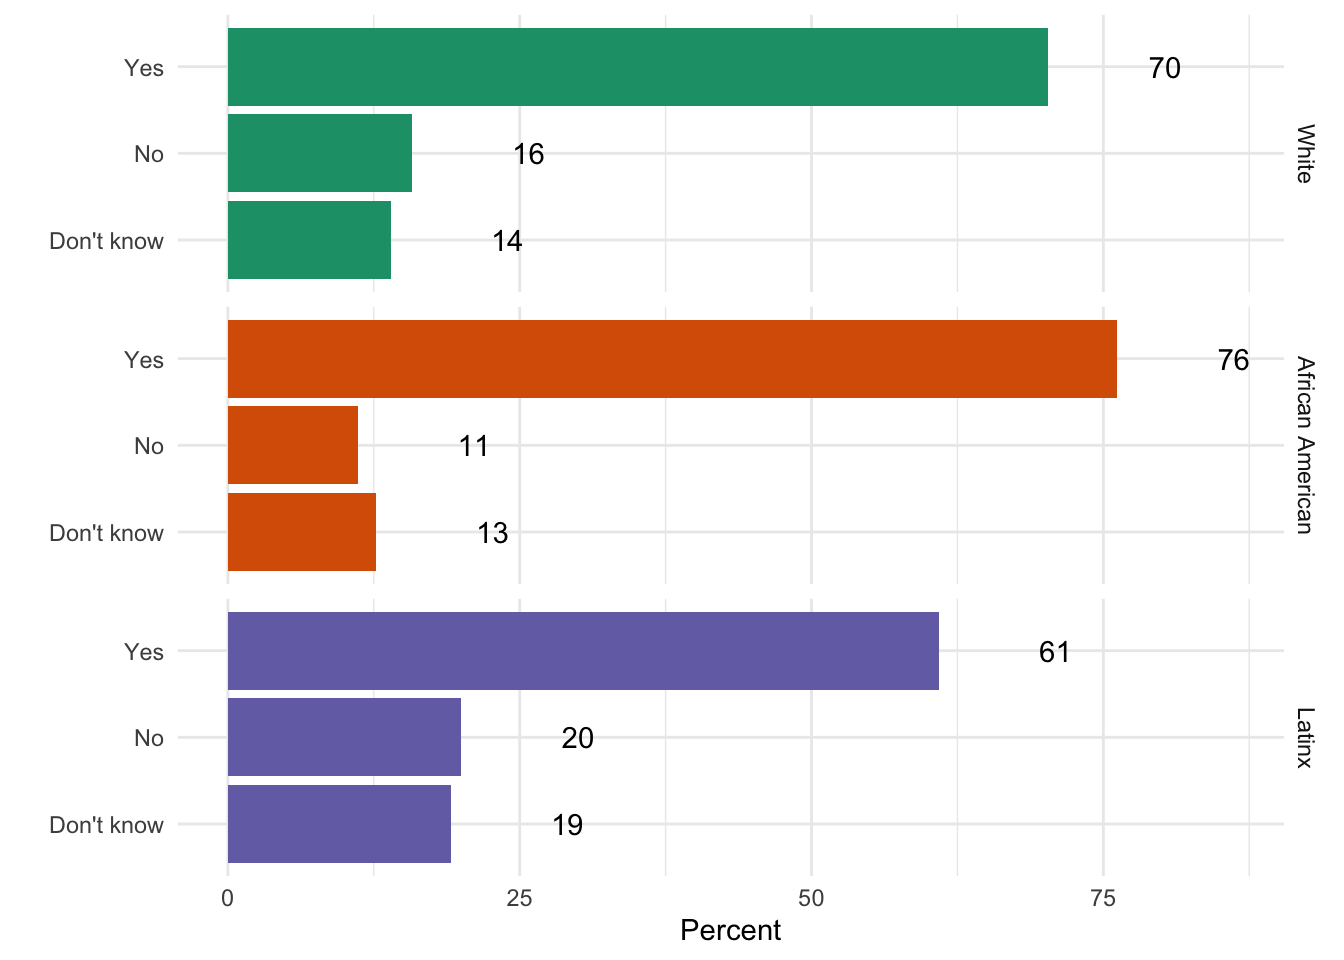 Yes 70
No 16
Don't know 14
White
Yes 76
No 11
Don't know 13
African American
Yes 61
No 20
Don't know 19
Latinx
0 25 50 75
Percent